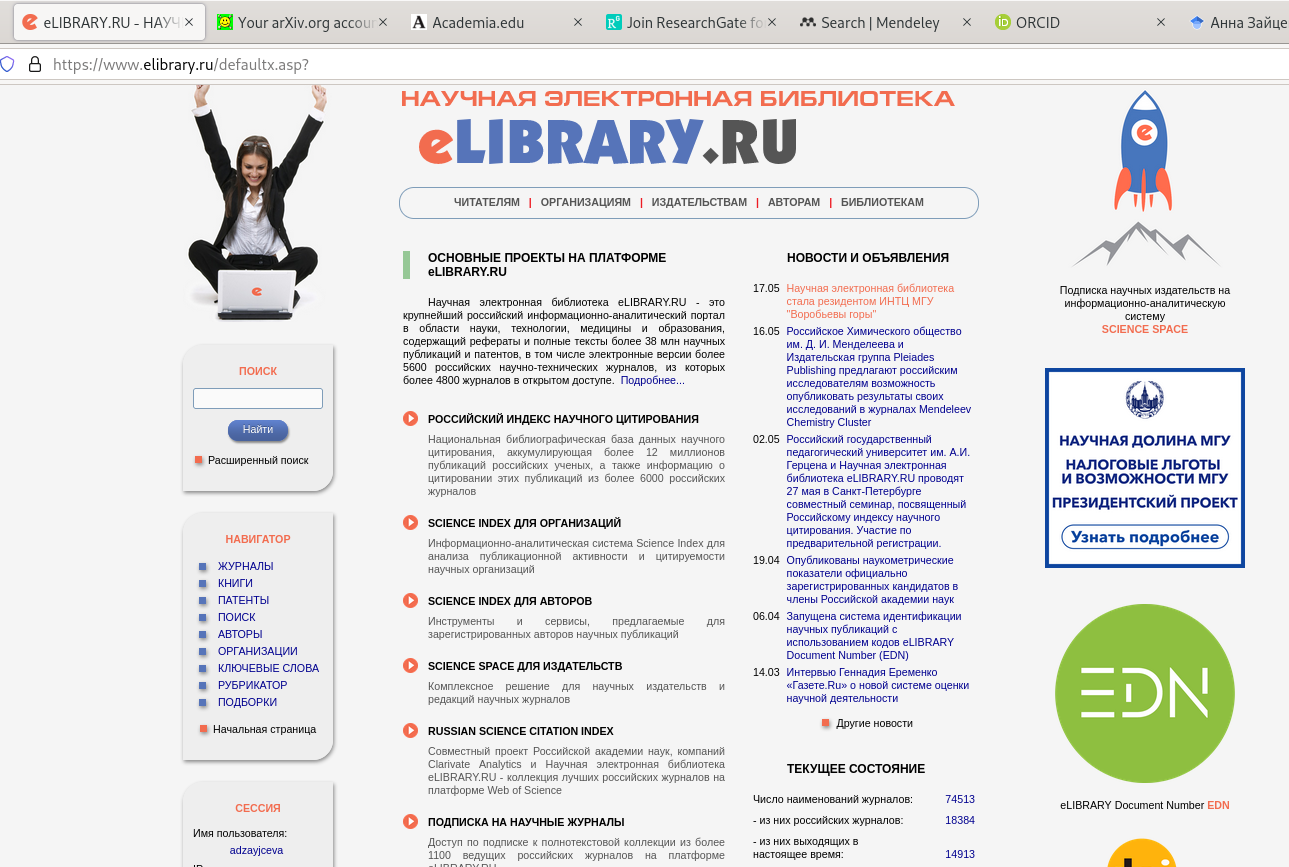 eLIBRARY.RU - НАУЧ
Your arXiv.org accou
Academia.edu
Join ResearchGate fo
Search | Mendeley
ORCID
Анна Зайце
https://www.elibrary.ru/defaultx.asp?
НАУЧНАЯ ЭЛЕКТРОННАЯ БИБЛИОТЕКА
eLIBRARY.RU
ЧИТАТЕЛЯМ | ОРГАНИЗАЦИЯМ | ИЗДАТЕЛЬСТВАМ | АВТОРАМ | БИБЛИОТЕКАМ
ПОИСК
Найти
Расширенный поиск
НАВИГАТОР
ЖУРНАЛЫ
КНИГИ
ПАТЕНТЫ
ПОИСК
АВТОРЫ
ОРГАНИЗАЦИИ
КЛЮЧЕВЫЕ СЛОВА
РУБРИКАТОР
ПОДБОРКИ
Начальная страница
СЕССИЯ
Имя пользователя:
adzayjceva
ОСНОВНЫЕ ПРОЕКТЫ НА ПЛАТФОРМЕ
eLIBRARY.RU
Научная электронная библиотека eLIBRARY.RU - это
крупнейший российский информационно-аналитический портал
в области науки, технологии, медицины и образования,
содержащий рефераты и полные тексты более 38 млн научных
публикаций и патентов, в том числе электронные версии более
5600 российских научно-технических журналов, из которых
более 4800 журналов в открытом доступе. Подробнее...
РОССИЙСКИЙ ИНДЕКС НАУЧНОГО ЦИТИРОВАНИЯ
Национальная библиографическая база данных научного
цитирования, аккумулирующая более 12 миллионов
публикаций российских ученых, а также информацию о
цитировании этих публикаций из более 6000 российских
журналов
SCIENCE INDEX ДЛЯ ОРГАНИЗАЦИЙ
Информационно-аналитическая система Science Index для
анализа публикационной активности и цитируемости
научных организаций
SCIENCE INDEX ДЛЯ АВТОРОВ
Инструменты и сервисы, предлагаемые для
зарегистрированных авторов научных публикаций
SCIENCE SPACE ДЛЯ ИЗДАТЕЛЬСТВ
Комплексное решение для научных издательств и
редакций научных журналов
RUSSIAN SCIENCE CITATION INDEX
Совместный проект Российской академии наук, компаний
Clarivate Analytics и Научная электронная библиотека
eLIBRARY.RU - коллекция лучших российских журналов на
платформе Web of Science
ПОДПИСКА НА НАУЧНЫЕ ЖУРНАЛЫ
Доступ по подписке к полнотекстовой коллекции из более
1100 ведущих российских журналов на платформе
eLIBRARY.RU
НОВОСТИ И ОБЪЯВЛЕНИЯ
17.05 Научная электронная библиотека
стала резидентом ИНТЦ МГУ
"Воробьевы горы"
16.05 Российское Химического общество
им. Д. И. Менделеева и
Издательская группа Pleiades
Publishing предлагают российским
исследователям возможность
опубликовать результаты своих
исследований в журналах Mendeleev
Chemistry Cluster
02.05 Российский государственный
педагогический университет им. А.И.
Герцена и Научная электронная
библиотека eLIBRARY.RU проводят
27 мая в Санкт-Петербурге
совместный семинар, посвященный
Российскому индексу научного
цитирования. Участие по
предварительной регистрации.
19.04 Опубликованы наукометрические
показатели официально
зарегистрированных кандидатов в
члены Российской академии наук
06.04 Запущена система идентификации
научных публикаций с
использованием кодов eLIBRARY
Document Number (EDN)
14.03 Интервью Геннадия Еременко
«Газете.Ru» о новой системе оценки
научной деятельности
Другие новости
ТЕКУЩЕЕ СОСТОЯНИЕ
Число наименований журналов: 74513
- из них российских журналов: 18384
- из них выходящих в
настоящее время: 14913
Подписка научных издательств на
информационно-аналитическую
систему
SCIENCE SPACE
НАУЧНАЯ ДОЛИНА МГУ
НАЛОГОВЫЕ ЛЬГОТЫ
И ВОЗМОЖНОСТИ МГУ
ПРЕЗИДЕНТСКИЙ ПРОЕКТ
Узнать подробнее
EDN
eLIBRARY Document Number EDN